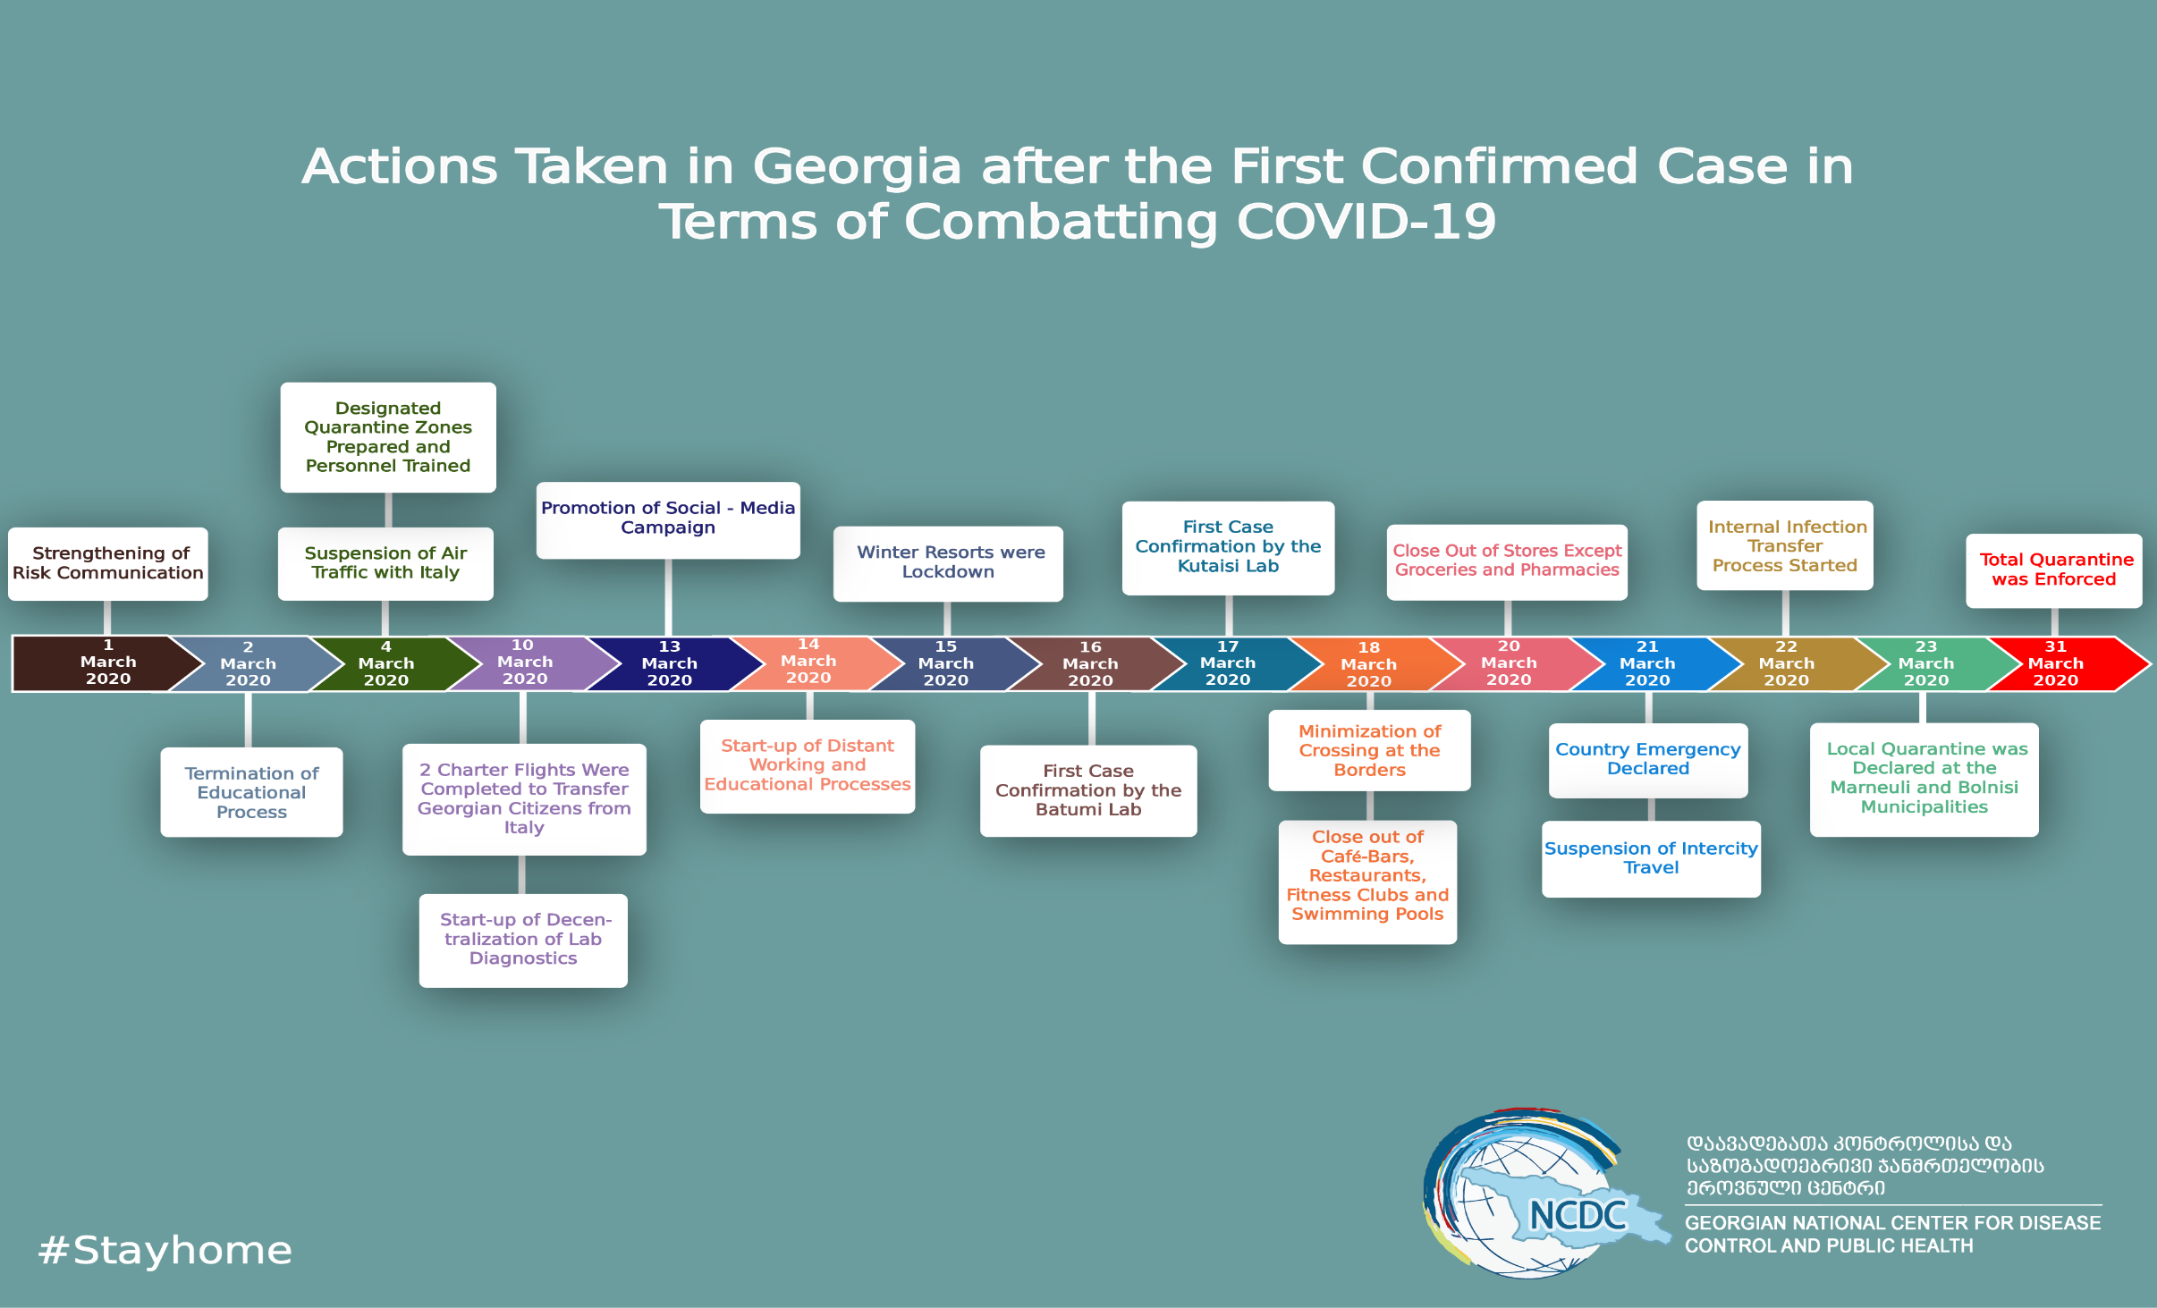 Actions Taken in Georgia after the First Confirmed Case in
Terms of Combatting COVID-19
Strengthening of
Risk Communication
1
March
2020
2
March
2020
Termination of
Educational
Process
Designated
Quarantine Zones
Prepared and
Personnel Trained
Suspension of Air
Traffic with Italy
4
March
2020
10
March
2020
2 Charter Flights Were
Completed to Transfer
Georgian Citizens from
Italy
Start-up of Decen-
tralization of Lab
Diagnostics
Promotion of Social - Media
Campaign
13
March
2020
14
March
2020
Start-up of Distant
Working and
Educational Processes
Winter Resorts were
Lockdown
15
March
2020
16
March
2020
First Case
Confirmation by the
Batumi Lab
First Case
Confirmation by the
Kutaisi Lab
17
March
2020
18
March
2020
Minimization of
Crossing at the
Borders
Close out of
Café-Bars,
Restaurants,
Fitness Clubs and
Swimming Pools
Close Out of Stores Except
Groceries and Pharmacies
20
March
2020
21
March
2020
Country Emergency
Declared
Suspension of Intercity
Travel
Internal Infection
Transfer
Process Started
22
March
2020
23
March
2020
Local Quarantine was
Declared at the
Marneuli and Bolnisi
Municipalities
Total Quarantine
was Enforced
31
March
2020
#Stayhome
NCDC
დაავადებათა კონტროლისა და
საზოგადოებრივი ჯანმრთელობის
ეროვნული ცენტრი
GEORGIAN NATIONAL CENTER FOR DISEASE
CONTROL AND PUBLIC HEALTH